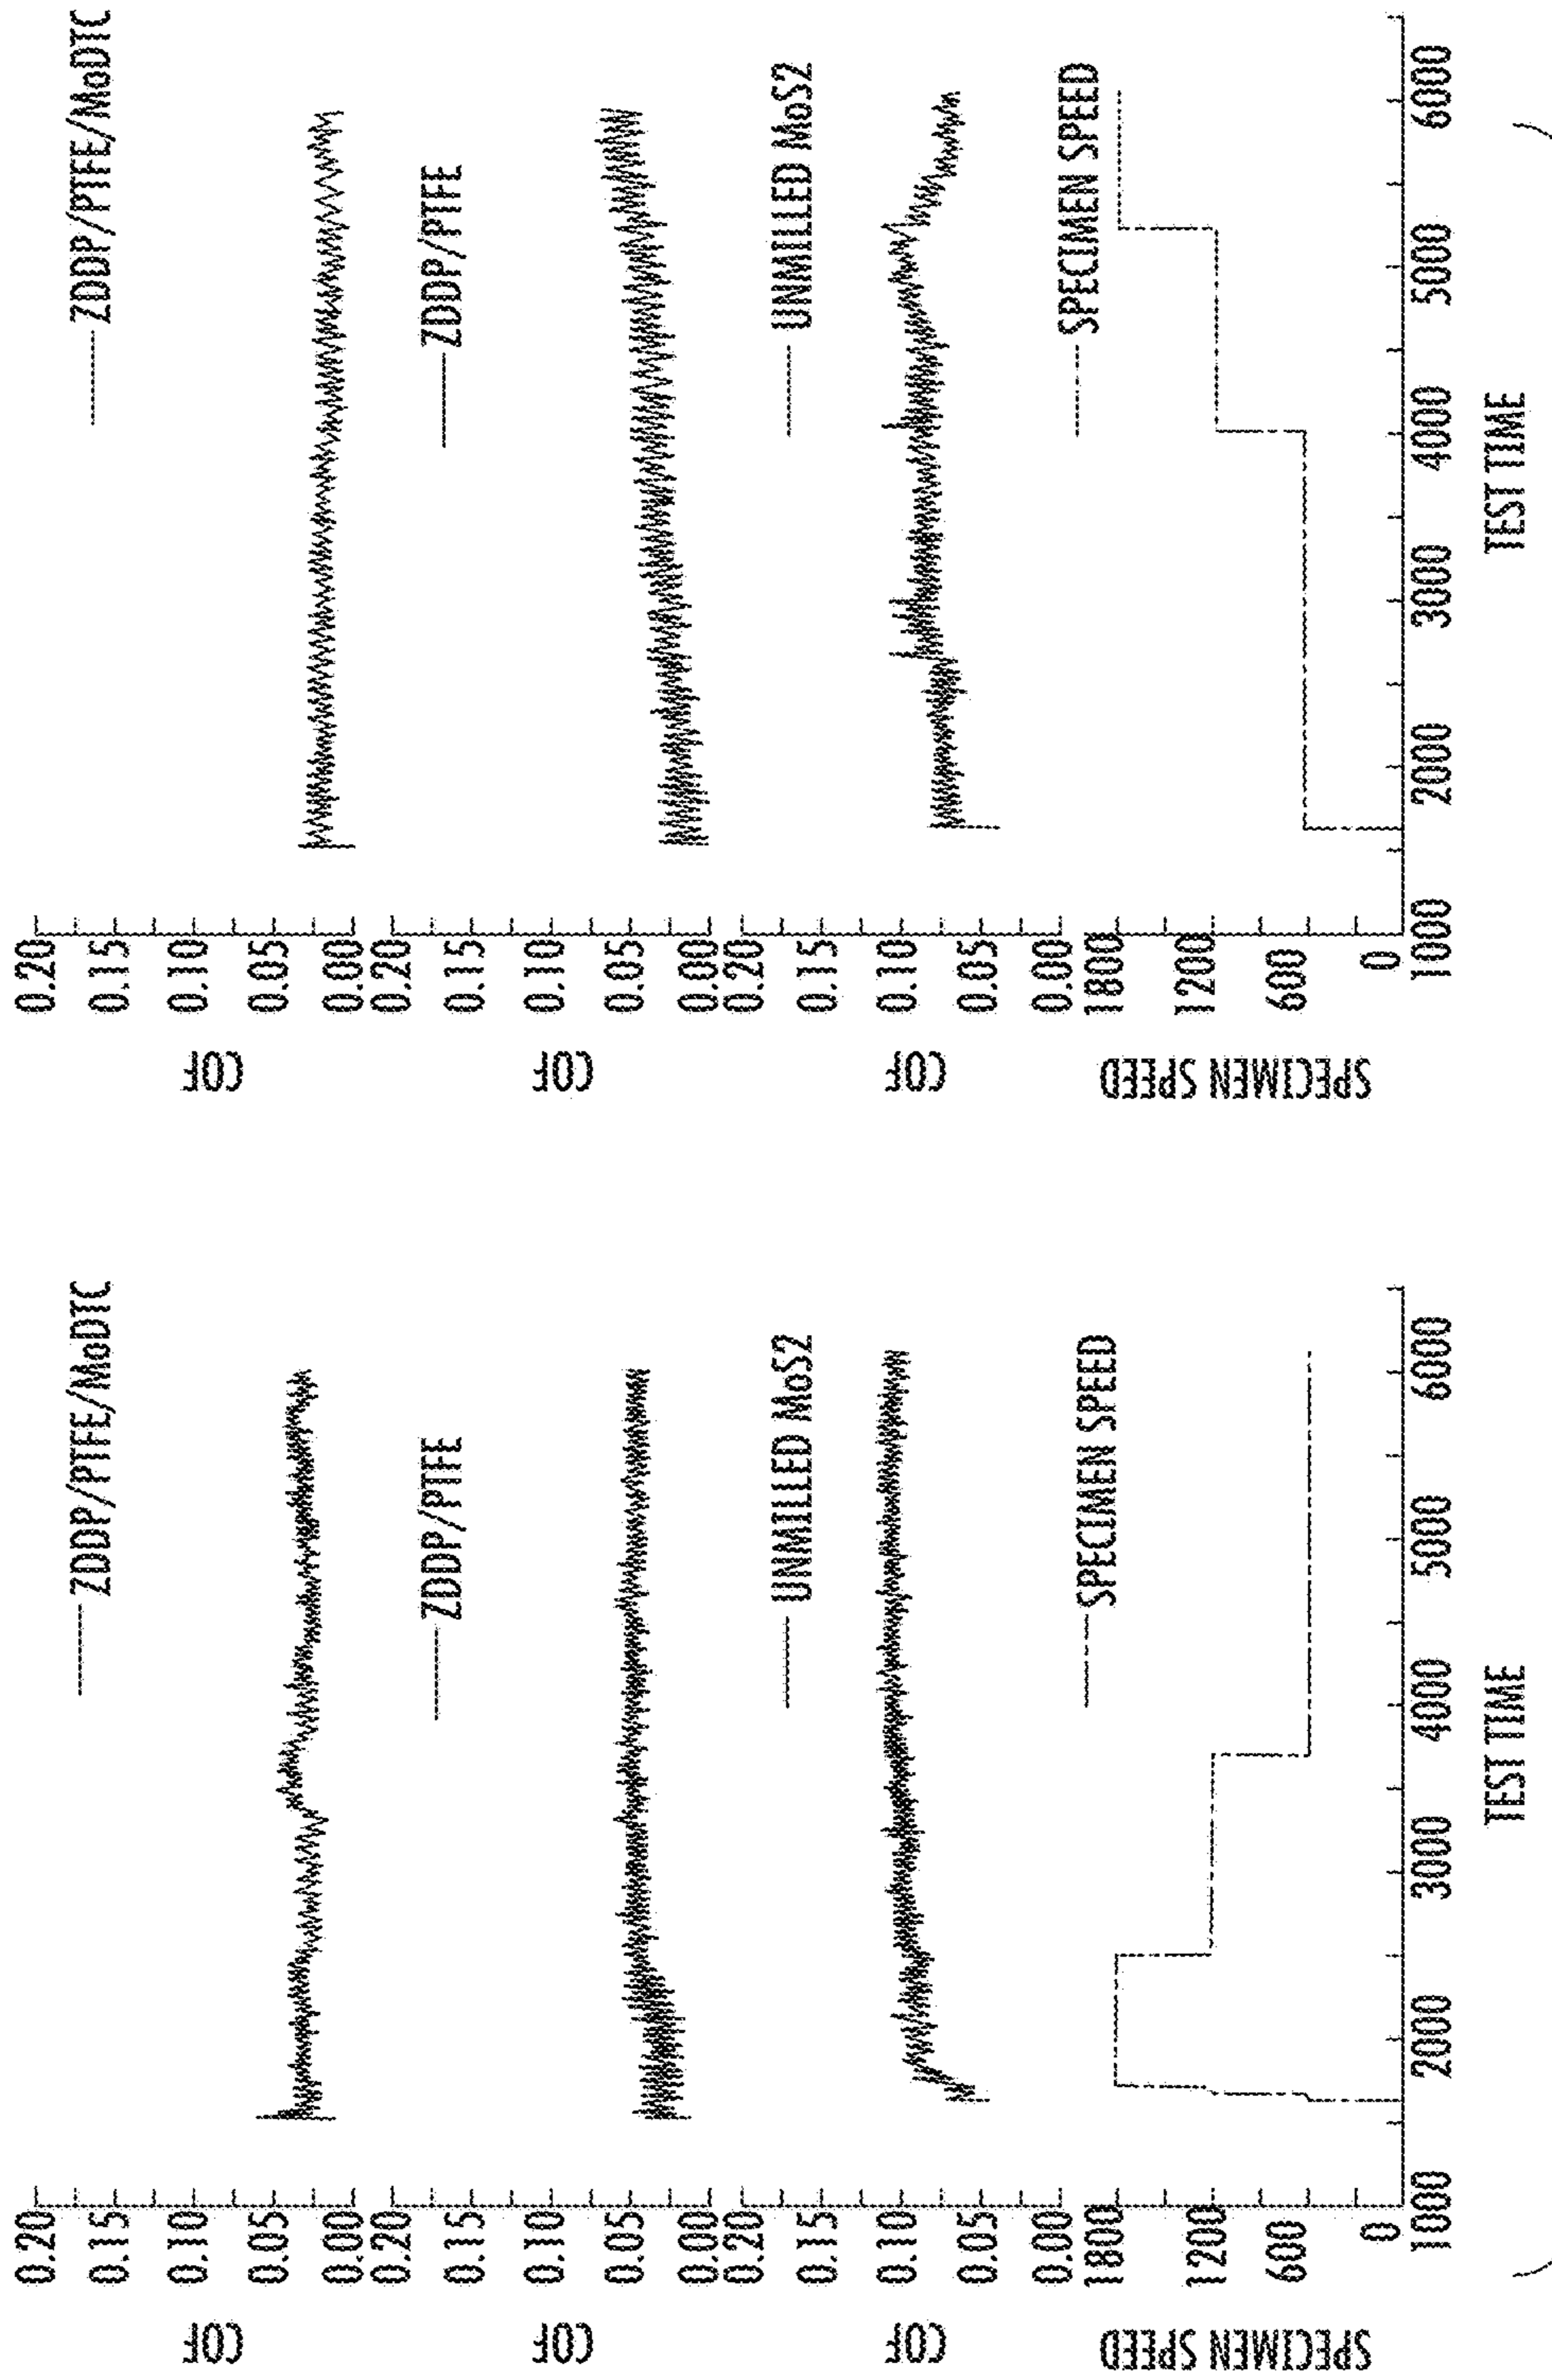 COF
0.20
0.15
0.10
0.05
0.00
ZDDP/PTFE/MoDTC
COF
0.20
0.15
0.10
0.05
0.00
ZDDP/PTFE
COF
0.20
0.15
0.10
0.05
0.00
UNMILLED MoS2
SPECIMEN SPEED
1800
1200
600
0
SPECIMEN SPEED
1000 2000 3000 4000 5000 6000
TEST TIME
COF
0.20
0.15
0.10
0.05
0.00
ZDDP/PTFE/MoDTC
COF
0.20
0.15
0.10
0.05
0.00
ZDDP/PTFE
COF
0.20
0.15
0.10
0.05
0.00
UNMILLED MoS2
SPECIMEN SPEED
1800
1200
600
0
SPECIMEN SPEED
1000 2000 3000 4000 5000 6000
TEST TIME